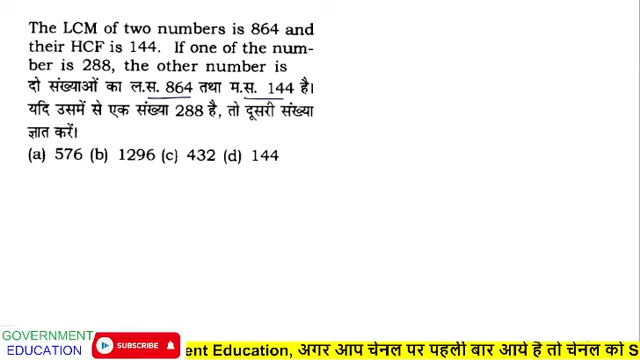 The LCM of two numbers is 864 and
their HCF is 144. If one of the num-
ber is 288, the other number is
दो संख्याओं का ल.स. 864 तथा म.स. 144 है।
यदि उसमें से एक संख्या 288 है, तो दूसरी संख्या
ज्ञात करें।
(a) 576 (b) 1296 (c) 432 (d) 144
GOVERNMENT
EDUCATION
SUBSCRIBE
ent Education, अगर आप चेनल पर पहली बार आये है तो चेनल को S